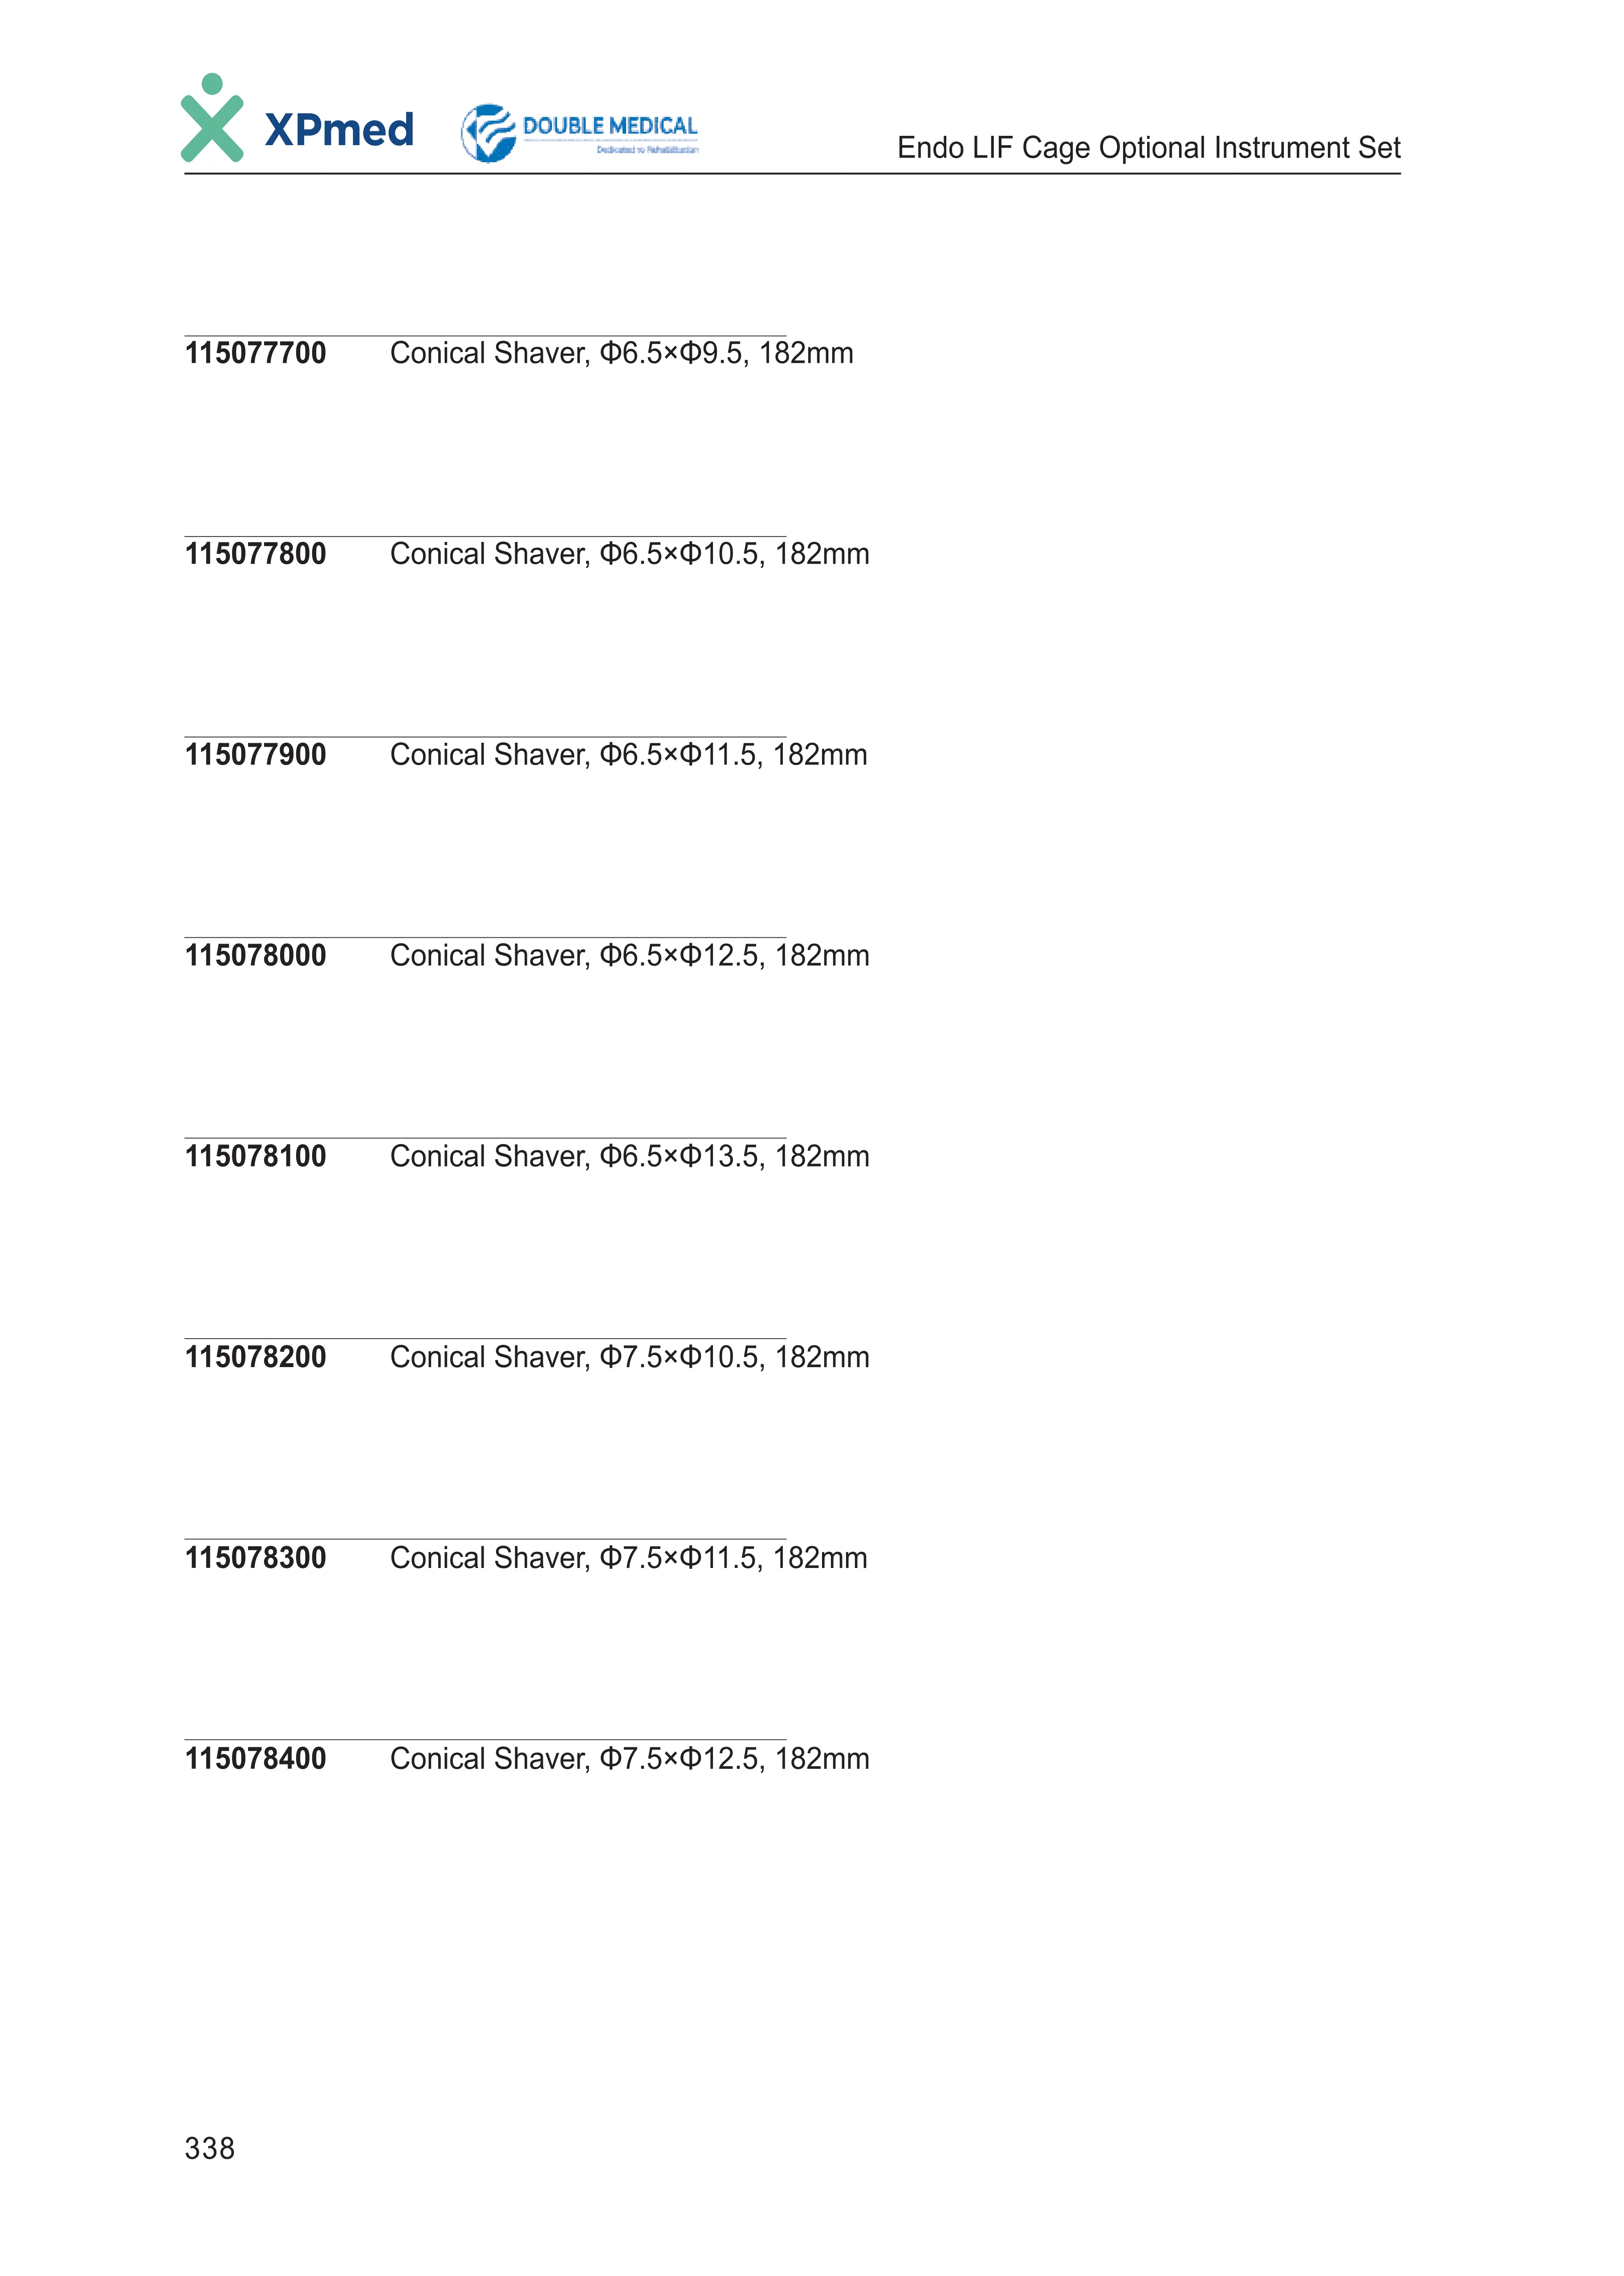 XPmed
DOUBLE MEDICAL
Dedicated to Rehabilitation
Endo LIF Cage Optional Instrument Set
115077700 Conical Shaver, Φ6.5×Φ9.5, 182mm
115077800 Conical Shaver, Φ6.5×Φ10.5, 182mm
115077900 Conical Shaver, Φ6.5×Φ11.5, 182mm
115078000 Conical Shaver, Φ6.5×Φ12.5, 182mm
115078100 Conical Shaver, Φ6.5×Φ13.5, 182mm
115078200 Conical Shaver, Φ7.5×Φ10.5, 182mm
115078300 Conical Shaver, Φ7.5×Φ11.5, 182mm
115078400 Conical Shaver, Φ7.5×Φ12.5, 182mm
338